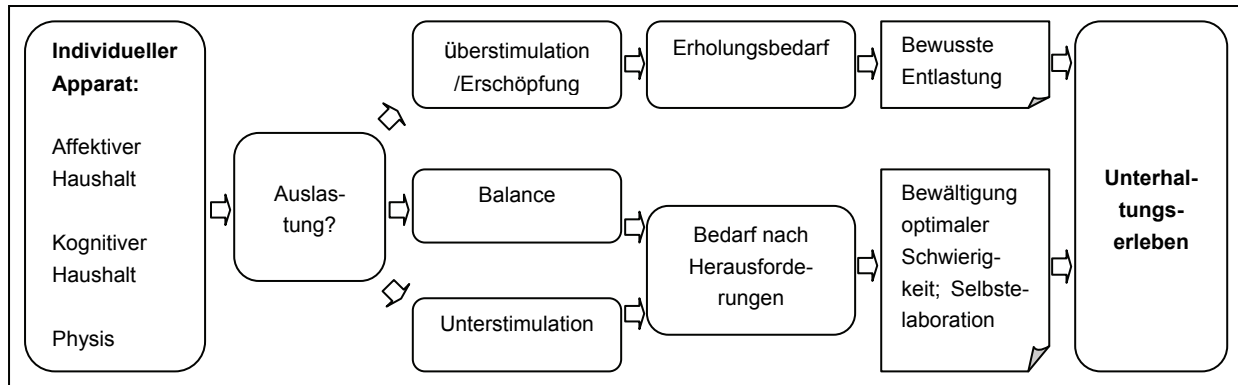 Individueller
Apparat:
Affektiver
Haushalt
Kognitiver
Haushalt
Physis
Auslas-
tung?
überstimulation
/Erschöpfung
Balance
Unterstimulation
Erholungsbedarf
Bedarf nach
Herausforde-
rungen
Bewusste
Entlastung
Bewältigung
optimaler
Schwierig-
keit; Selbste-
laboration
Unterhal-
tungs-
erleben